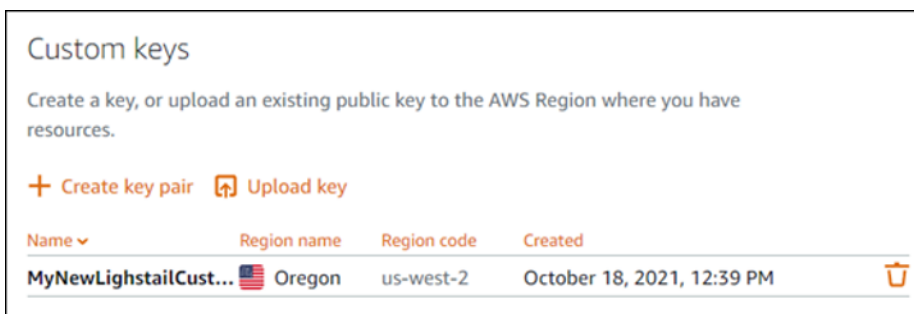 Custom keys
Create a key, or upload an existing public key to the AWS Region where you have
resources.
Create key pair Upload key
Name Region name Region code Created
MyNewLighstailCust... Oregon us-west-2 October 18, 2021, 12:39 PM